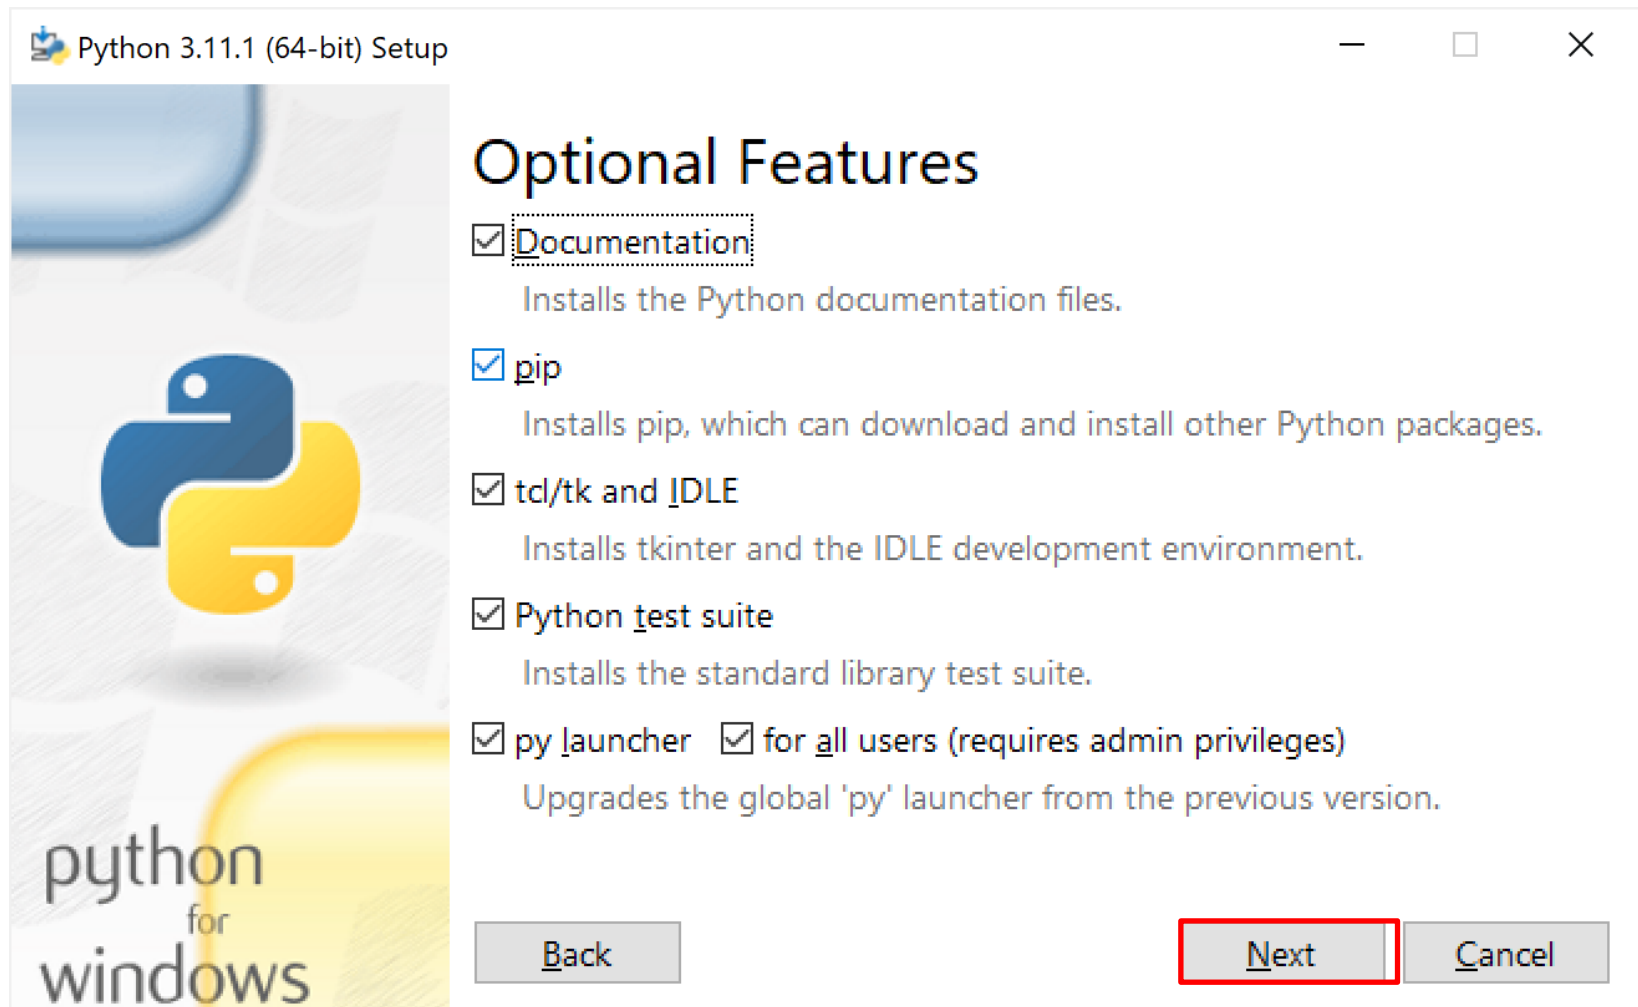 Python 3.11.1 (64-bit) Setup
Optional Features
Documentation
Installs the Python documentation files.
pip
Installs pip, which can download and install other Python packages.
tcl/tk and IDLE
Installs tkinter and the IDLE development environment.
Python test suite
Installs the standard library test suite.
py launcher for all users (requires admin privileges)
Upgrades the global 'py' launcher from the previous version.
python
for
windows
Back Next Cancel